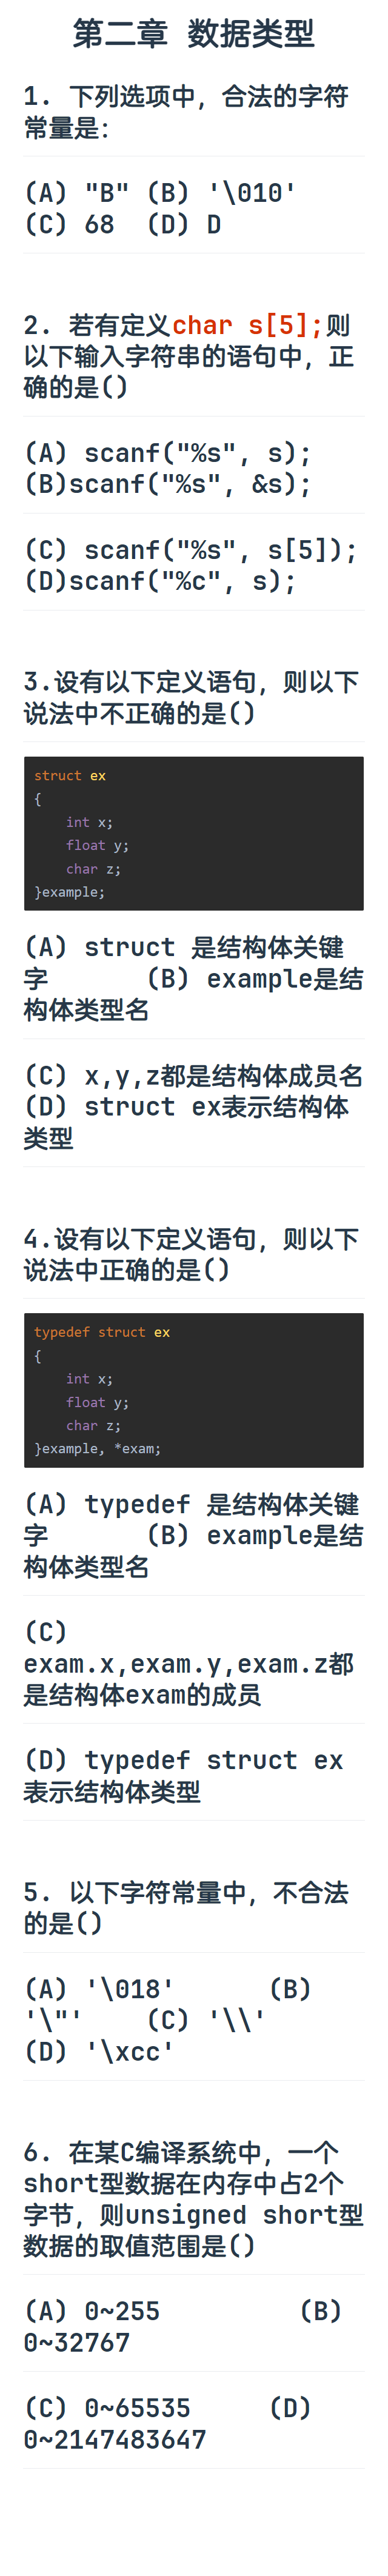 第二章 数据类型
1. 下列选项中，合法的字符
常量是：
(A) "B" (B) '\010'
(C) 68 (D) D
2. 若有定义char s[5];则
以下输入字符串的语句中，正
确的是()
(A) scanf("%s", s);
(B)scanf("%s", &s);
(C) scanf("%s", s[5]);
(D)scanf("%c", s);
3.设有以下定义语句，则以下
说法中不正确的是()
struct ex
{
int x;
float y;
char z;
}example;
(A) struct 是结构体关键
字 (B) example是结
构体类型名
(C) x,y,z都是结构体成员名
(D) struct ex表示结构体
类型
4.设有以下定义语句，则以下
说法中正确的是()
typedef struct ex
{
int x;
float y;
char z;
}example, *exam;
(A) typedef 是结构体关键
字 (B) example是结
构体类型名
(C)
exam.x,exam.y,exam.z都
是结构体exam的成员
(D) typedef struct ex
表示结构体类型
5. 以下字符常量中，不合法
的是()
(A) '\018' (B)
'\"' (C) '\\'
(D) '\xcc'
6. 在某C编译系统中，一个
short型数据在内存中占2个
字节，则unsigned short型
数据的取值范围是()
(A) 0~255 (B)
0~32767
(C) 0~65535 (D)
0~2147483647